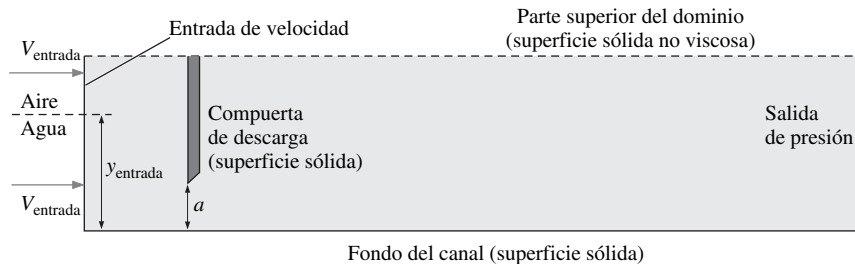 Parte superior del dominio
(superficie sólida no viscosa)
Entrada de velocidad
Ventrada
Aire
Agua
yentrada
Compuerta
de descarga
(superficie sólida)
Salida
de presión
Ventrada
a
Fondo del canal (superficie sólida)